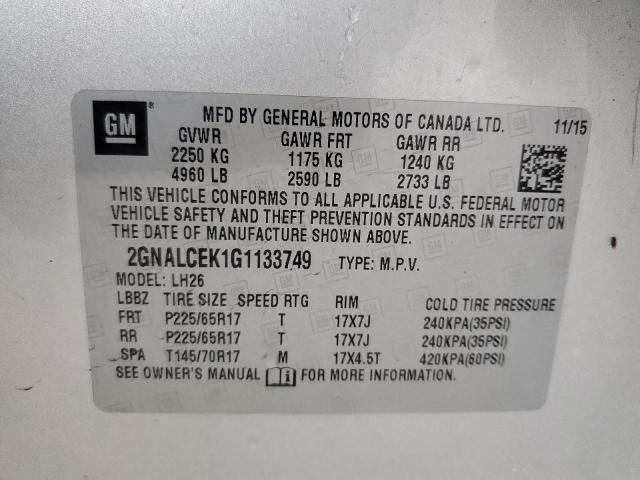 GM ® MFD BY GENERAL MOTORS OF CANADA LTD. 11/15
GVWR GAWR FRT GAWR RR
2250 KG 1175 KG 1240 KG
4960 LB 2590 LB 2733 LB
THIS VEHICLE CONFORMS TO ALL APPLICABLE U.S. FEDERAL MOTOR
VEHICLE SAFETY AND THEFT PREVENTION STANDARDS IN EFFECT ON
THE DATE OF MANUFACTURE SHOWN ABOVE.
2GNALCEK1G1133749 TYPE: M.P.V.
MODEL: LH26
LBBZ TIRE SIZE SPEED RTG RIM COLD TIRE PRESSURE
FRT P225/65R17 T 17X7J 240KPA(35PSI)
RR P225/65R17 T 17X7J 240KPA(35PSI)
SPA T145/70R17 M 17X4.5T 420KPA(60PSI)
SEE OWNER'S MANUAL FOR MORE INFORMATION.